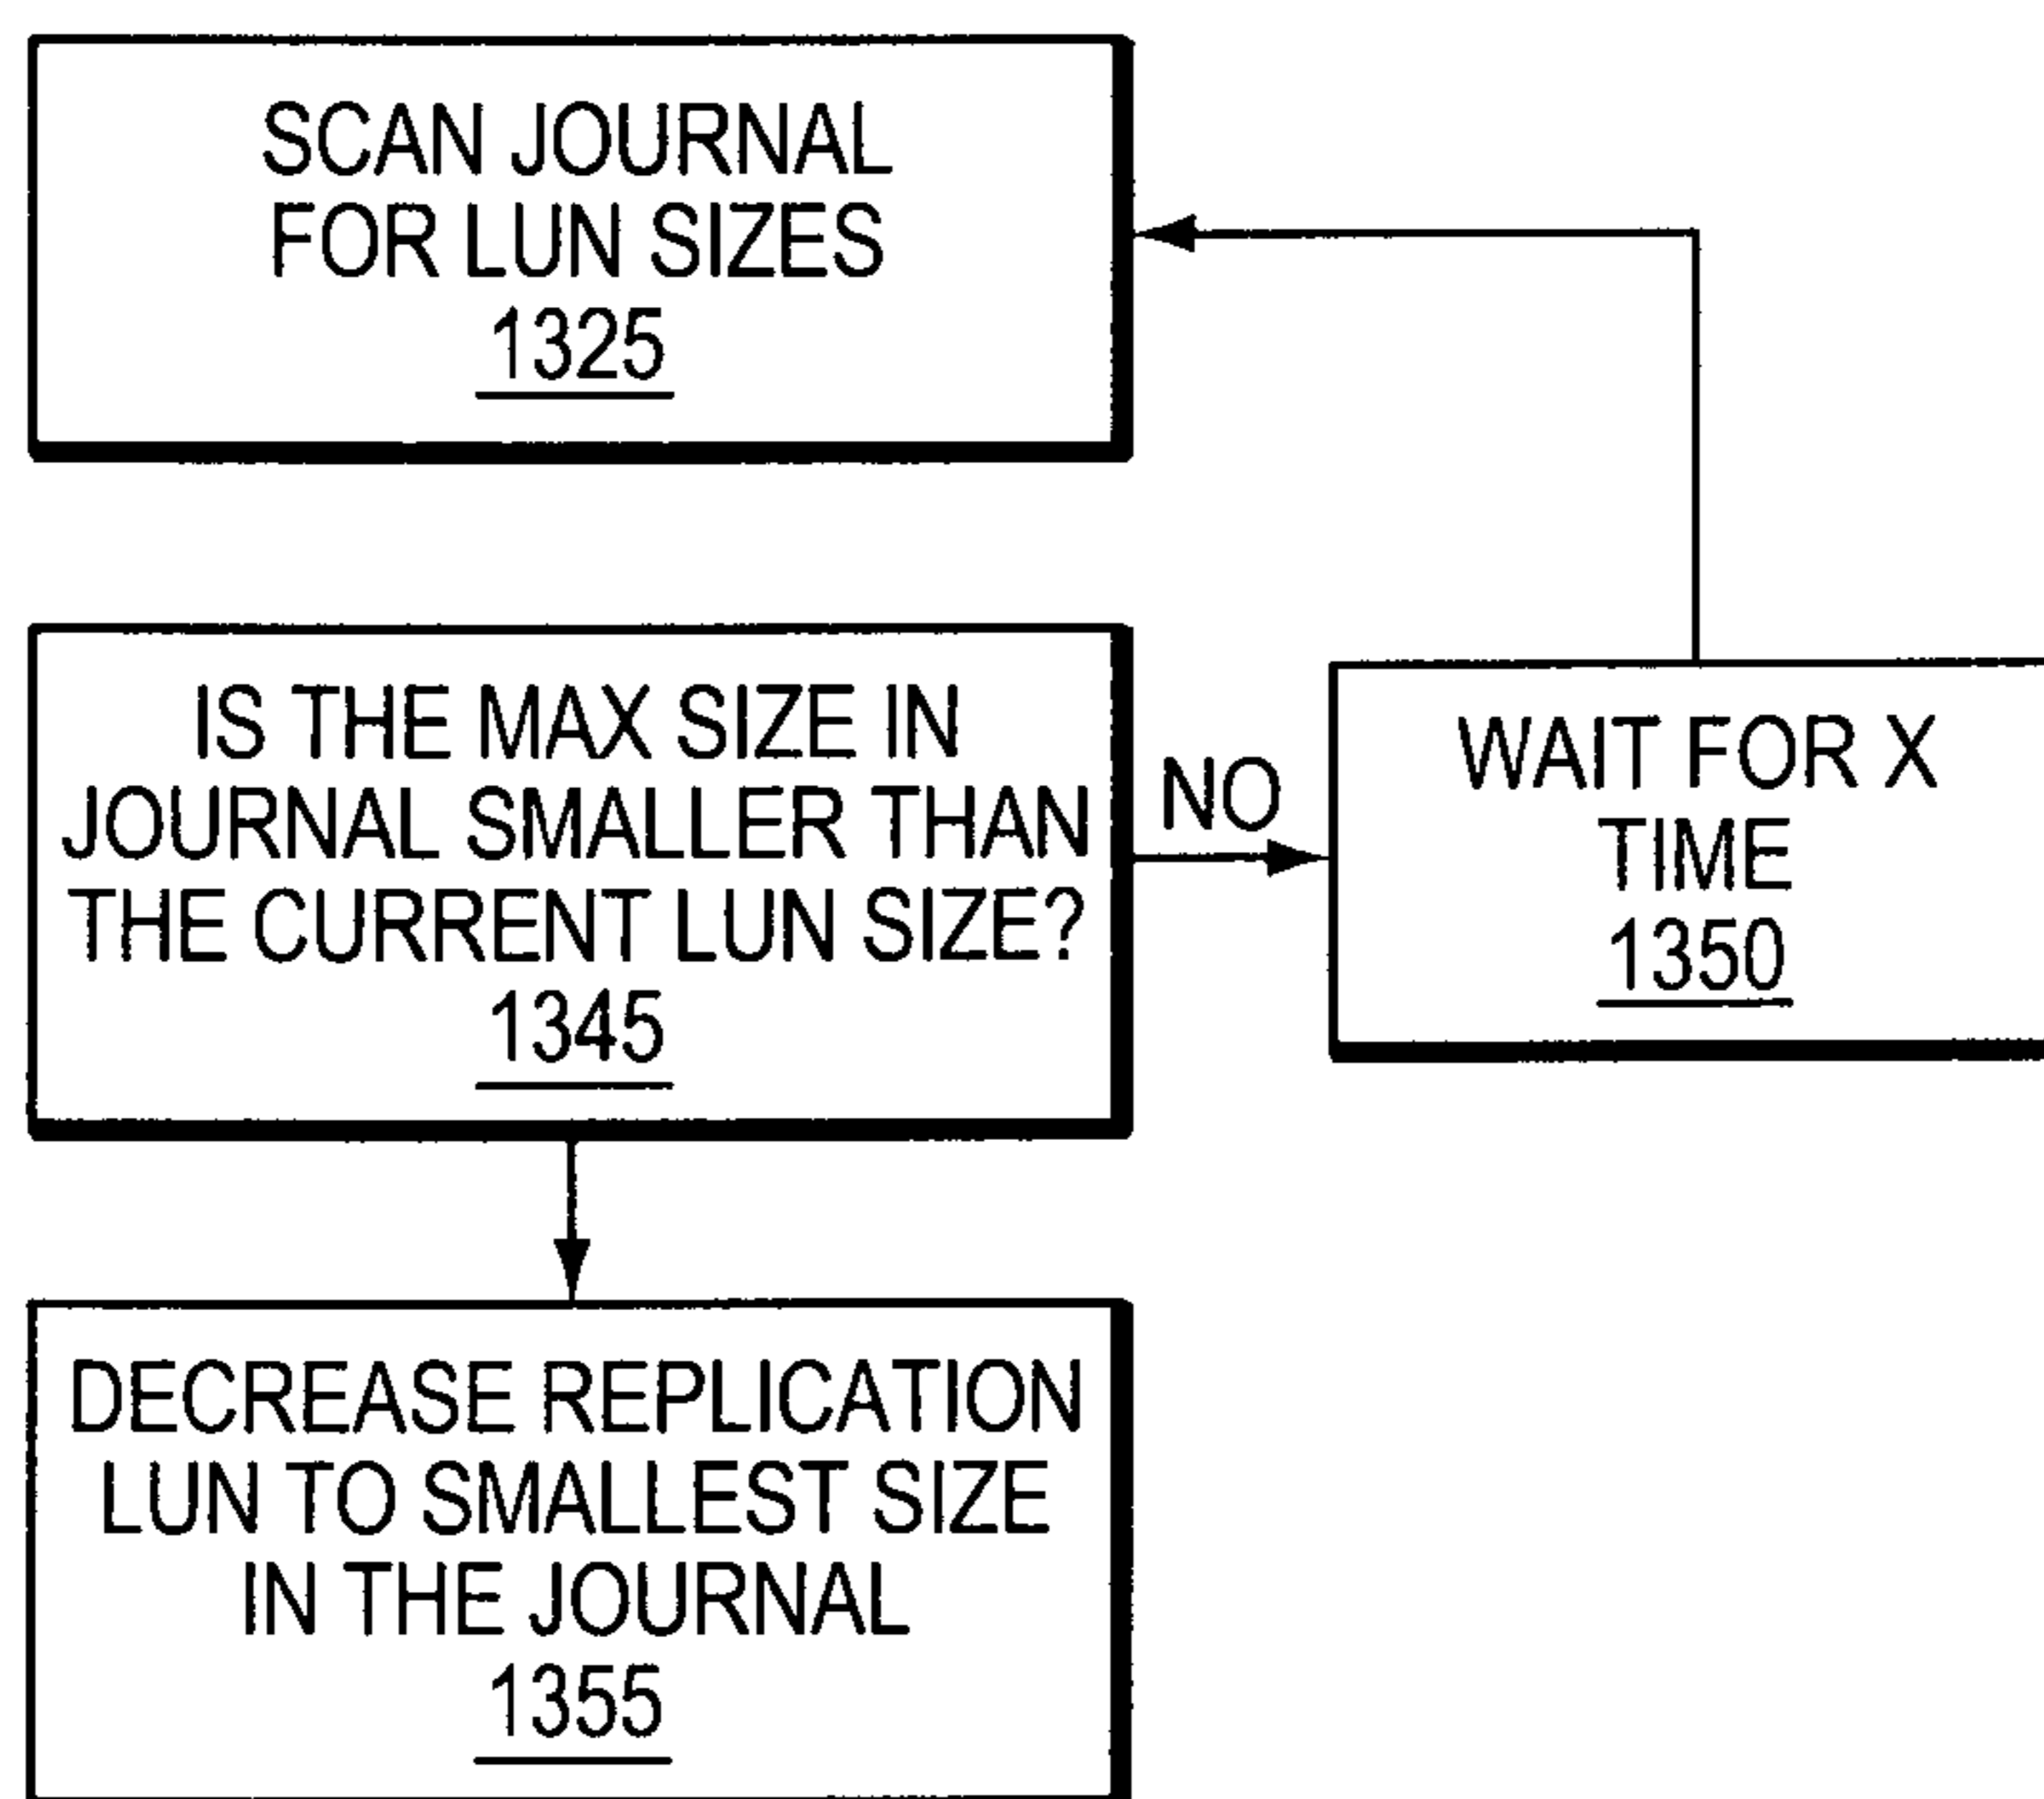 SCAN JOURNAL
FOR LUN SIZES
1325
IS THE MAX SIZE IN
JOURNAL SMALLER THAN
THE CURRENT LUN SIZE?
1345
NO
WAIT FOR X
TIME
1350
DECREASE REPLICATION
LUN TO SMALLEST SIZE
IN THE JOURNAL
1355